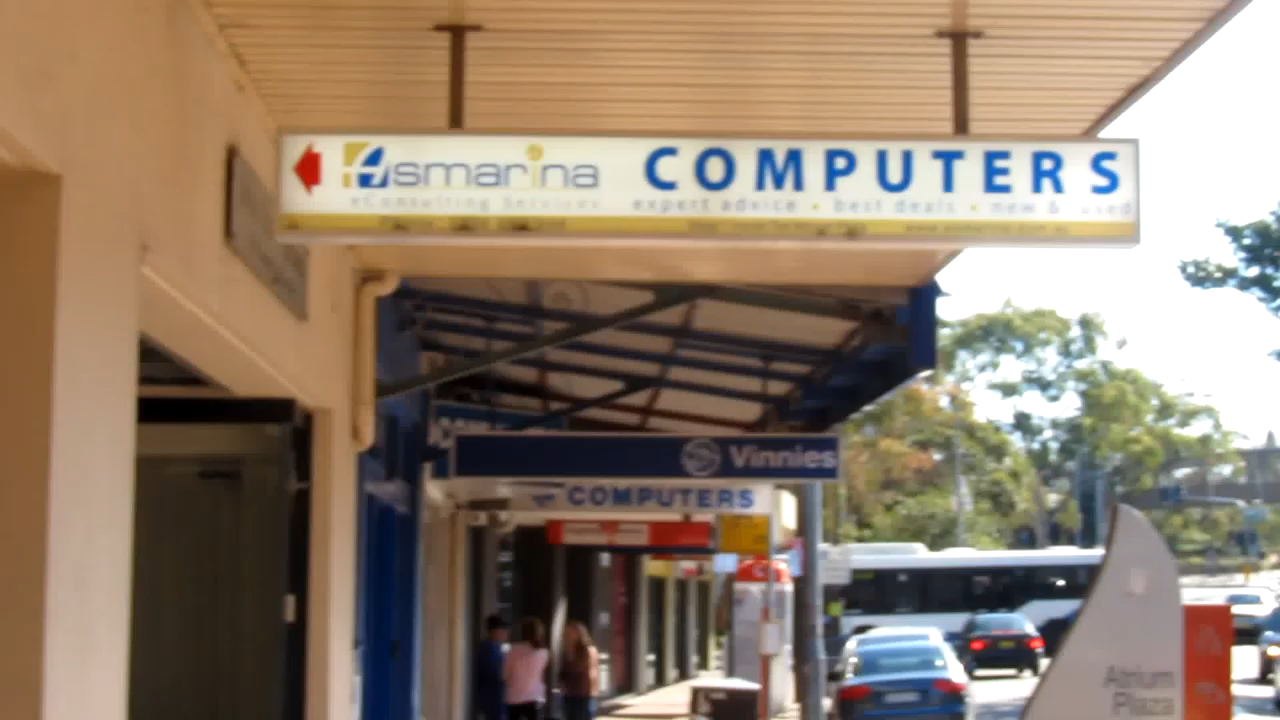 Asmarina COMPUTERS
eConsulting Services expert advice • best deals • new & used
Vinnies
COMPUTERS
Atrium
Plaza